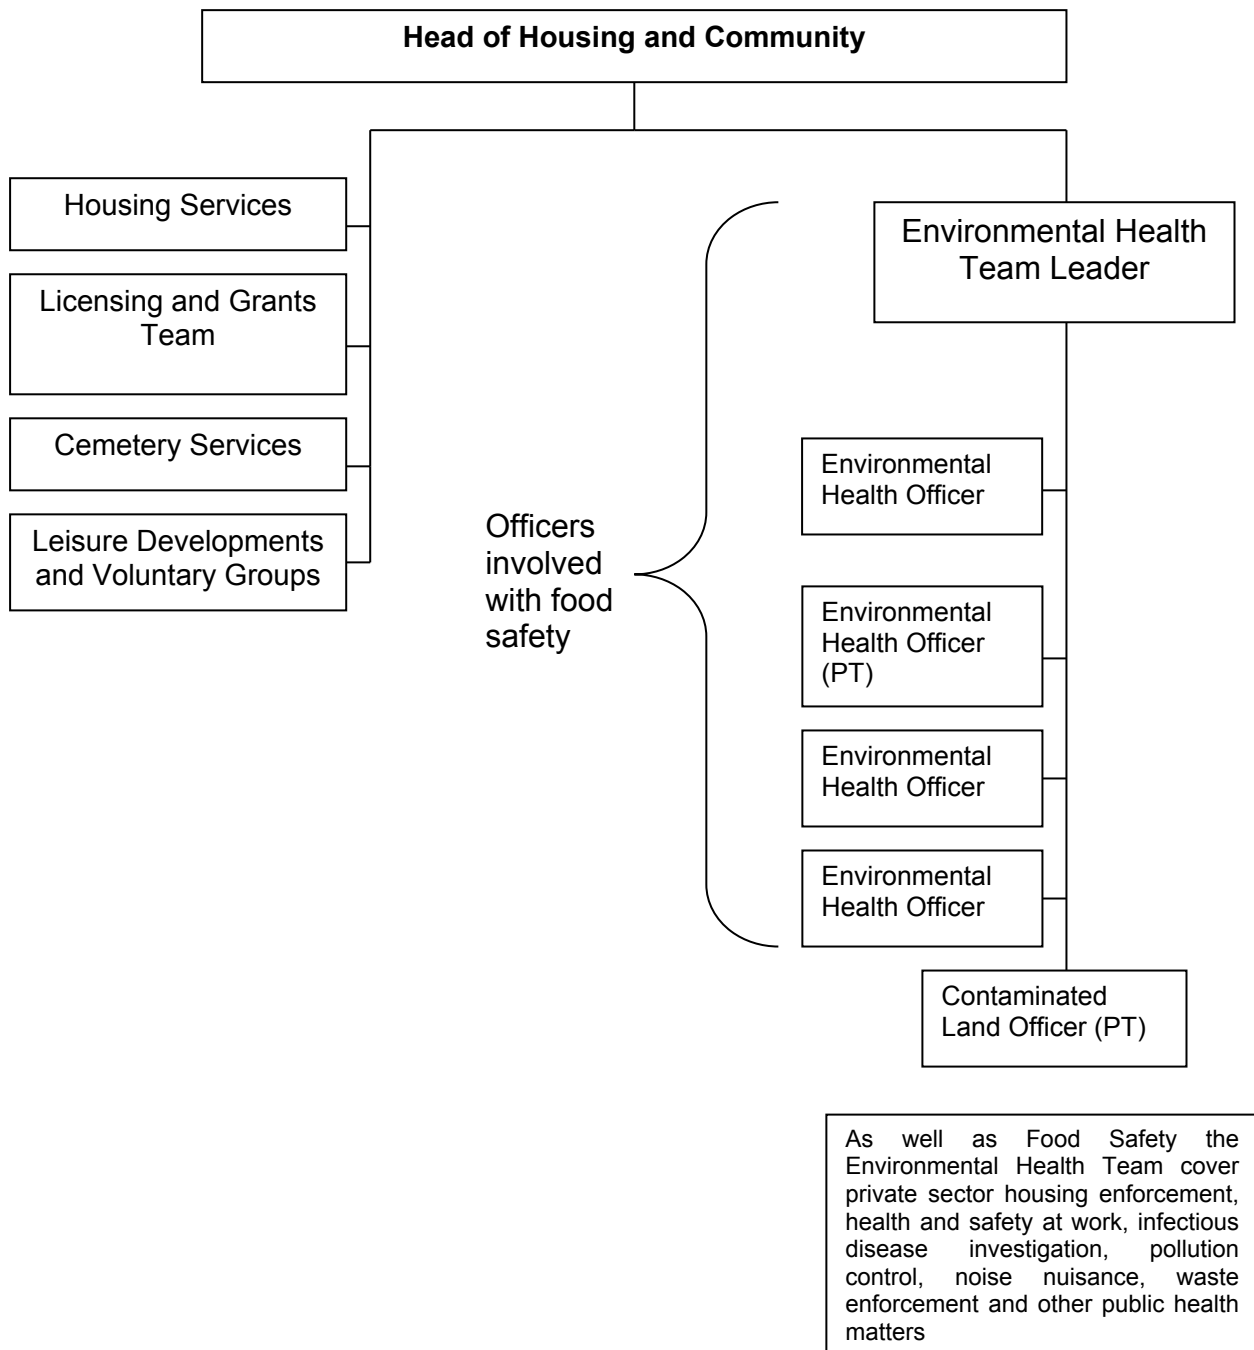 Head of Housing and Community
Housing Services
Licensing and Grants
Team
Cemetery Services
Leisure Developments
and Voluntary Groups
Officers
involved
with food
safety
Environmental Health
Team Leader
Environmental
Health Officer
Environmental
Health Officer
(PT)
Environmental
Health Officer
Environmental
Health Officer
Contaminated
Land Officer (PT)
As well as Food Safety the
Environmental Health Team cover
private sector housing enforcement,
health and safety at work, infectious
disease investigation, pollution
control, noise nuisance, waste
enforcement and other public health
matters